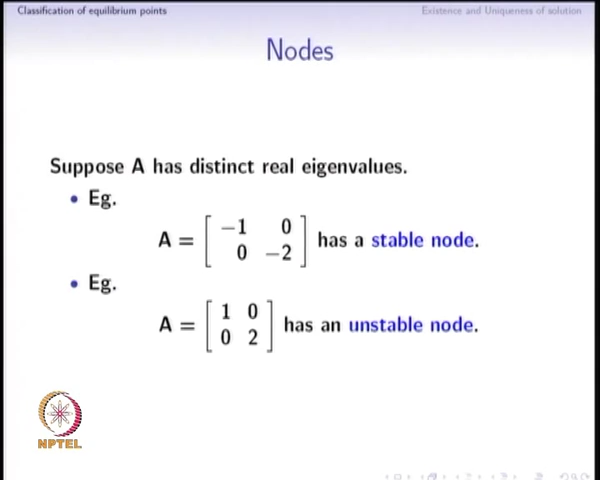 Classification of equilibrium points
Existence and Uniqueness of solution
Nodes
Suppose A has distinct real eigenvalues.
• Eg.
A = [ −1 0
0 −2 ] has a stable node.
• Eg.
A = [ 1 0
0 2 ] has an unstable node.
NPTEL